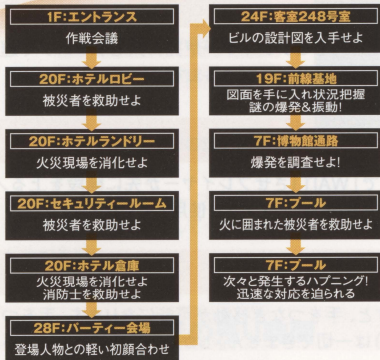 1F:エントランス
作戦会議
20F:ホテルロビー
被災者を救助せよ
20F:ホテルランドリー
火災現場を消化せよ
20F:セキュリティールーム
被災者を救助せよ
20F:ホテル倉庫
火災現場を消化せよ
消防士を救助せよ
28F:パーティー会場
登場人物との軽い初顔合わせ
24F:客室248号室
ビルの設計図を入手せよ
19F:前線基地
図面を手に入れ状況把握
謎の爆発&振動!
7F:博物館通路
爆発を調査せよ!
7F:プール
火に囲まれた被災者を救助せよ
7F:プール
次々と発生するハプニング!
迅速な対応を迫られる